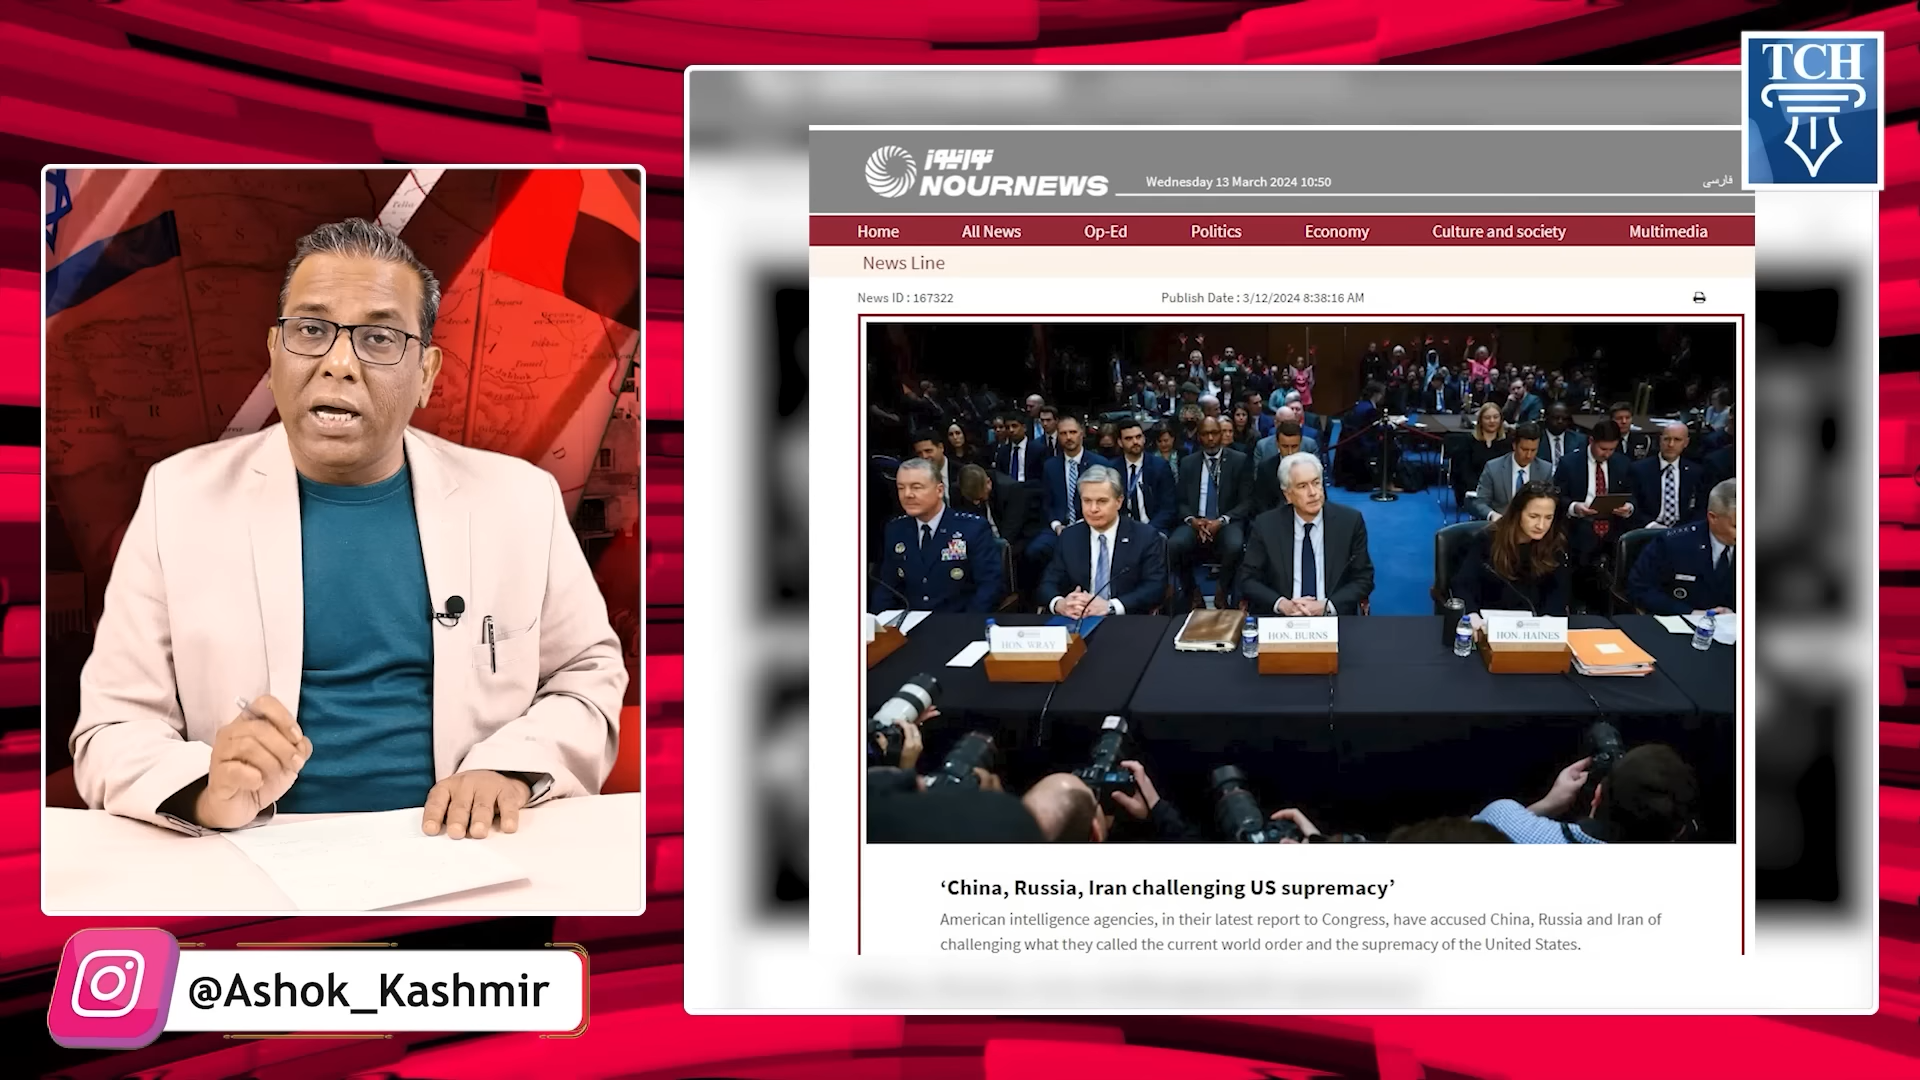 TCH
نورنیوز
NOURNEWS
Wednesday 13 March 2024 10:50
فارسی
Home All News Op-Ed Politics Economy Culture and society Multimedia
News Line
News ID : 167322 Publish Date : 3/12/2024 8:38:16 AM
HON. WRAY
HON. BURNS
HON. HAINES
‘China, Russia, Iran challenging US supremacy’
American intelligence agencies, in their latest report to Congress, have accused China, Russia and Iran of
challenging what they called the current world order and the supremacy of the United States.
@Ashok_Kashmir